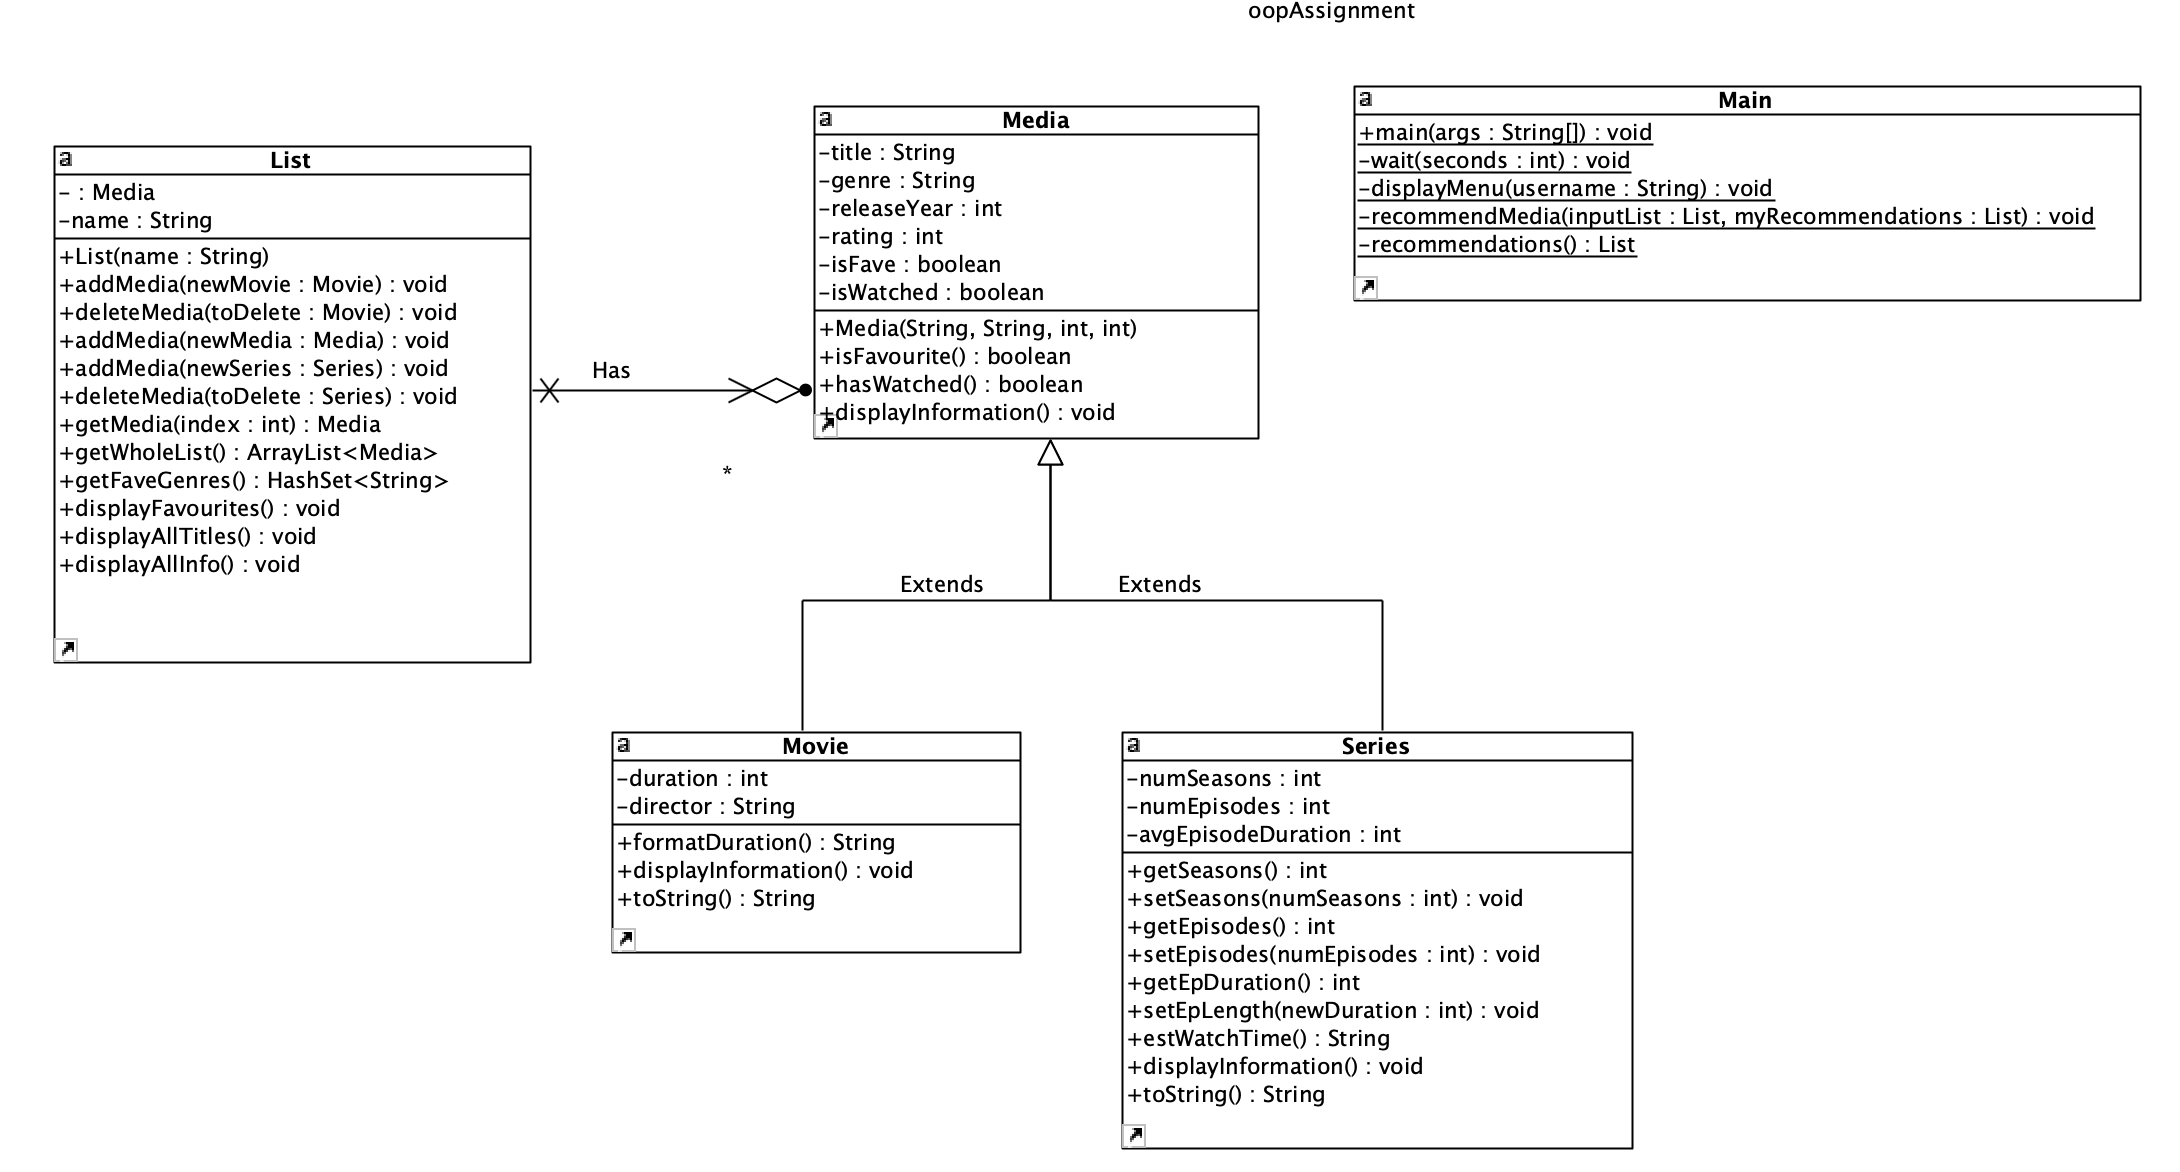 oopAssignment
a
List
- : Media
-name : String
+List(name : String)
+addMedia(newMovie : Movie) : void
+deleteMedia(toDelete : Movie) : void
+addMedia(newMedia : Media) : void
+addMedia(newSeries : Series) : void
+deleteMedia(toDelete : Series) : void
+getMedia(index : int) : Media
+getWholeList() : ArrayList<Media>
+getFaveGenres() : HashSet<String>
+displayFavourites() : void
+displayAllTitles() : void
+displayAllInfo() : void
Has
*
a
Media
-title : String
-genre : String
-releaseYear : int
-rating : int
-isFave : boolean
-isWatched : boolean
+Media(String, String, int, int)
+isFavourite() : boolean
+hasWatched() : boolean
+displayInformation() : void
a
Main
+main(args : String[]) : void
-wait(seconds : int) : void
-displayMenu(username : String) : void
-recommendMedia(inputList : List, myRecommendations : List) : void
-recommendations() : List
Extends
Extends
a
Movie
-duration : int
-director : String
+formatDuration() : String
+displayInformation() : void
+toString() : String
a
Series
-numSeasons : int
-numEpisodes : int
-avgEpisodeDuration : int
+getSeasons() : int
+setSeasons(numSeasons : int) : void
+getEpisodes() : int
+setEpisodes(numEpisodes : int) : void
+getEpDuration() : int
+setEpLength(newDuration : int) : void
+estWatchTime() : String
+displayInformation() : void
+toString() : String